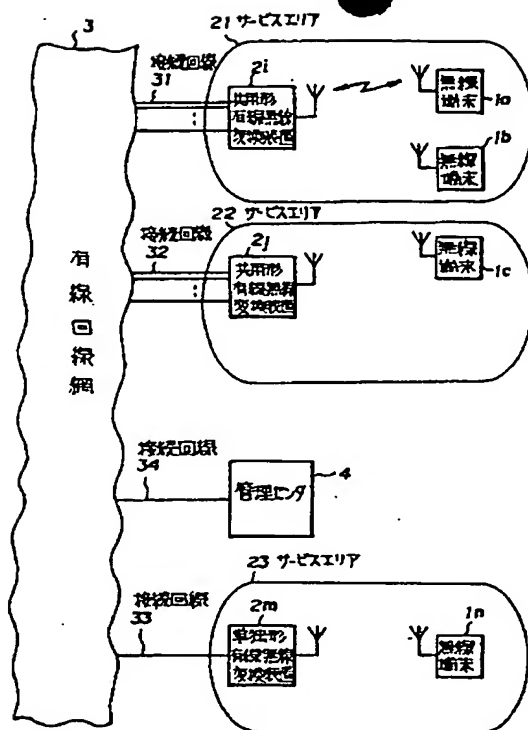 3
21 サービスエリア
接続回線
31
2i
共用形
有線無線
変換装置
無線
端末
1a
無線
端末
1b
22 サービスエリア
接続回線
32
2j
共用形
有線無線
変換装置
無線
端末
1c
有線回線網
接続回線
34
管理センタ
4
23 サービスエリア
接続回線
33
2m
単独形
有線無線
変換装置
無線
端末
1n